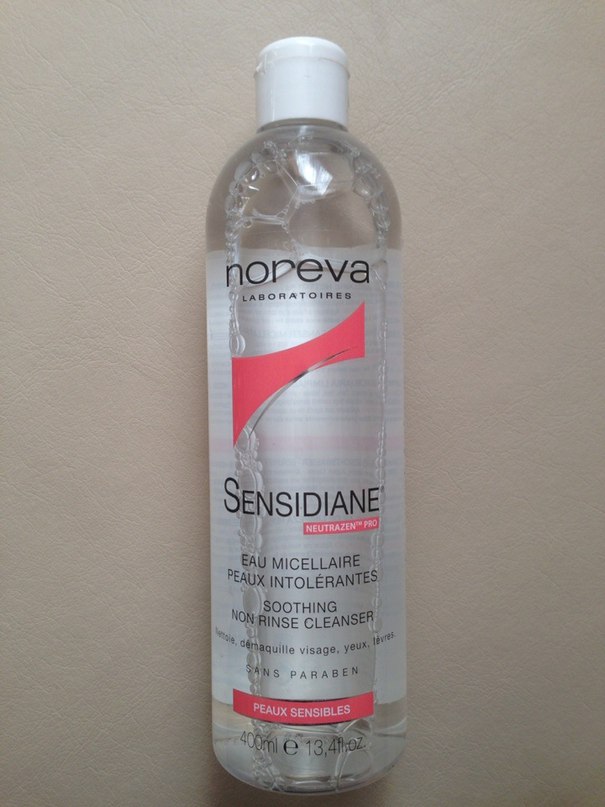 noreva
LABORATOIRES
SENSIDIANE®
NEUTRAZEN™ PRO
EAU MICELLAIRE
PEAUX INTOLÉRANTES
SOOTHING
NON RINSE CLEANSER
Nettoie, démaquille visage, yeux, lèvres.
SANS PARABEN
PEAUX SENSIBLES
400ml ℮ 13,4fl.oz.